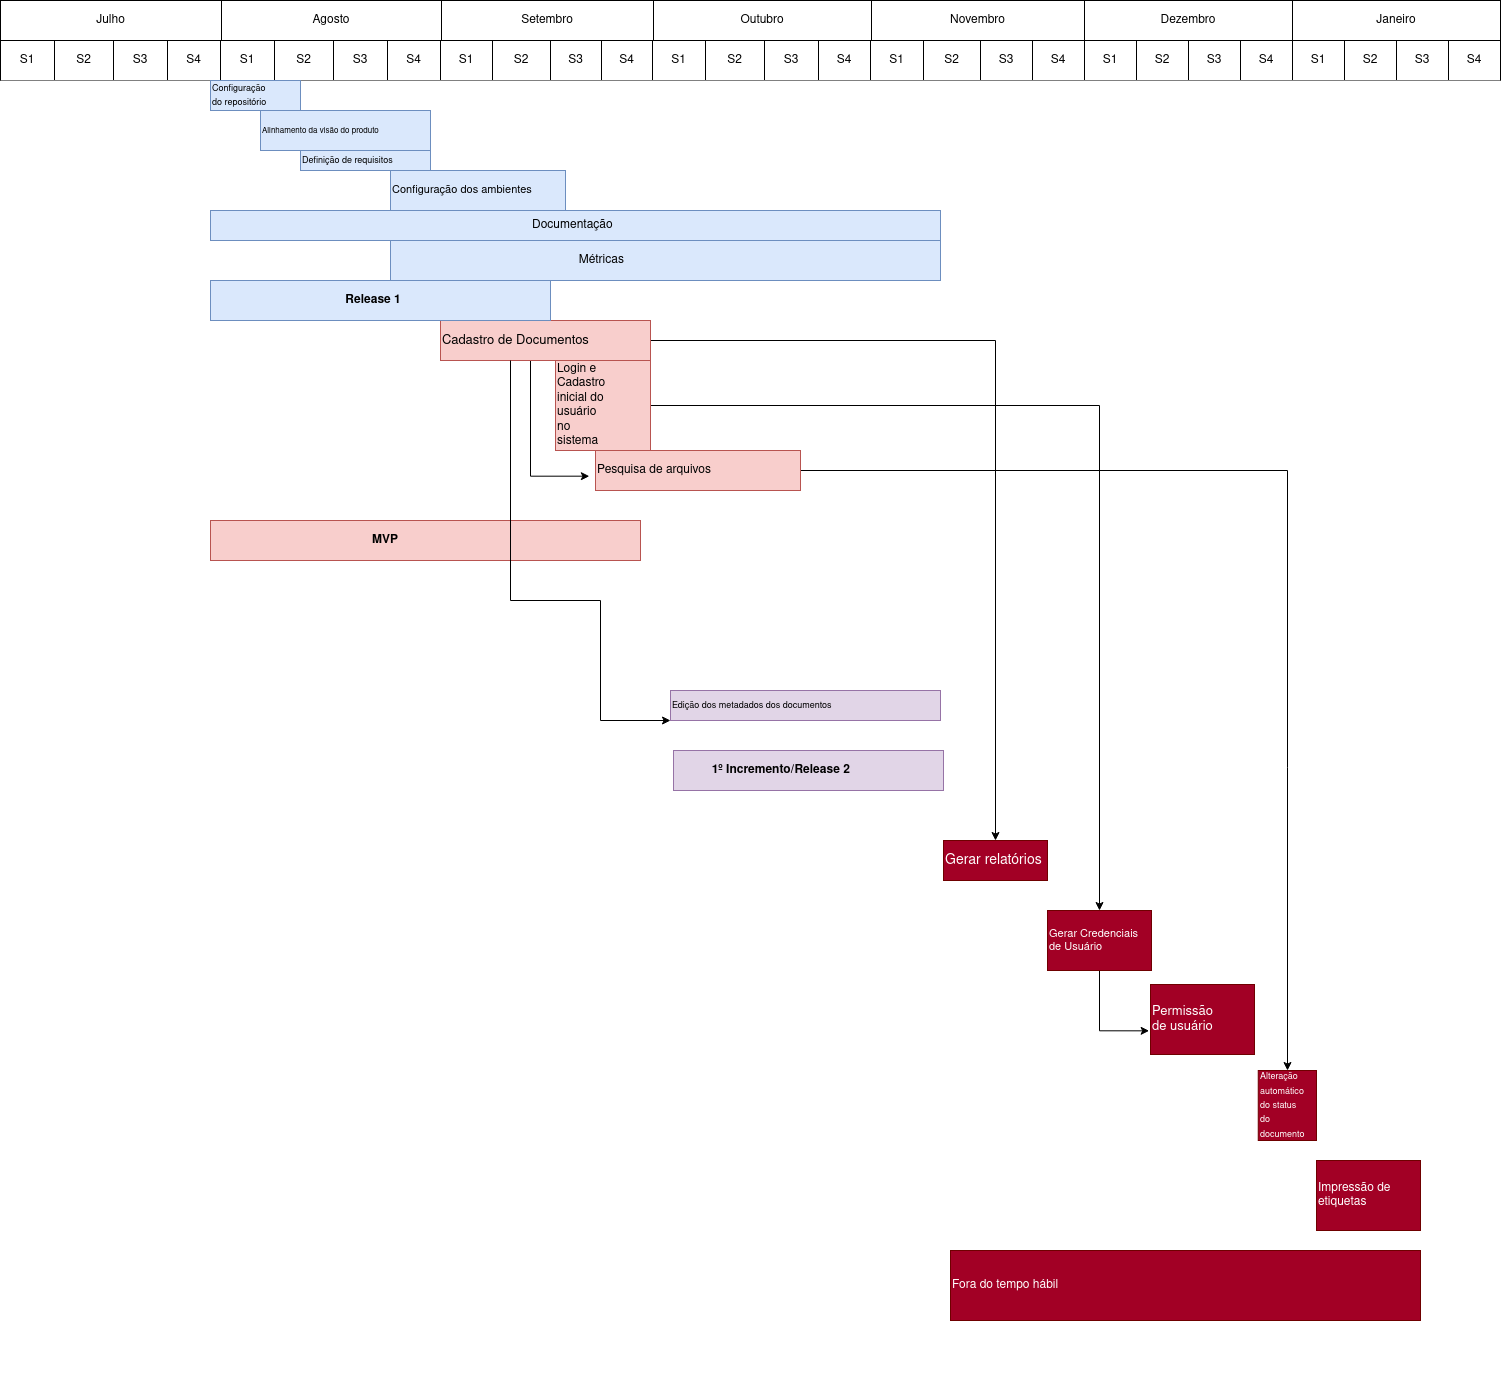 Julho Agosto Setembro Outubro Novembro Dezembro Janeiro
S1 S2 S3 S4 S1 S2 S3 S4 S1 S2 S3 S4 S1 S2 S3 S4 S1 S2 S3 S4 S1 S2 S3 S4 S1 S2 S3 S4
Configuração
do repositório
Alinhamento da visão do produto
Definição de requisitos
Configuração dos ambientes
Documentação
Métricas
Release 1
Cadastro de Documentos
Login e
Cadastro
inicial do
usuário
no
sistema
Pesquisa de arquivos
MVP
Edição dos metadados dos documentos
1º Incremento/Release 2
Gerar relatórios
Gerar Credenciais
de Usuário
Permissão
de usuário
Alteração
automático
do status
do
documento
Impressão de
etiquetas
Fora do tempo hábil